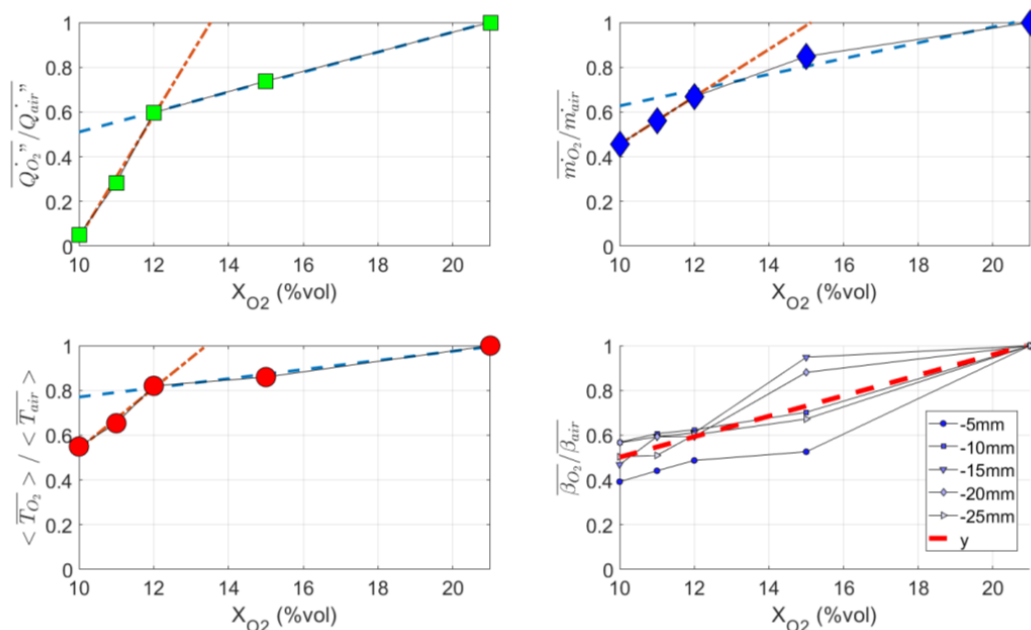 1
0.8
0.6
0.4
0.2
0
10 12 14 16 18 20
X_O2 (%vol)
Q̇_O₂" / Q̇_air"
1
0.8
0.6
0.4
0.2
0
10 12 14 16 18 20
X_O2 (%vol)
ṁ_O₂ / ṁ_air
1
0.8
0.6
0.4
0.2
0
10 12 14 16 18 20
X_O2 (%vol)
< T_O₂ > / < T_air >
1
0.8
0.6
0.4
0.2
0
10 12 14 16 18 20
X_O2 (%vol)
β_O₂ / β_air
-5mm
-10mm
-15mm
-20mm
-25mm
y